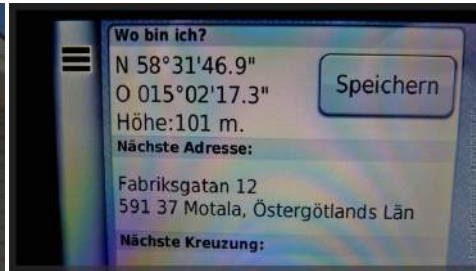 Wo bin ich?
N 58°31'46.9"
O 015°02'17.3"
Höhe:101 m.
Speichern
Nächste Adresse:
Fabriksgatan 12
591 37 Motala, Östergötlands Län
Nächste Kreuzung: